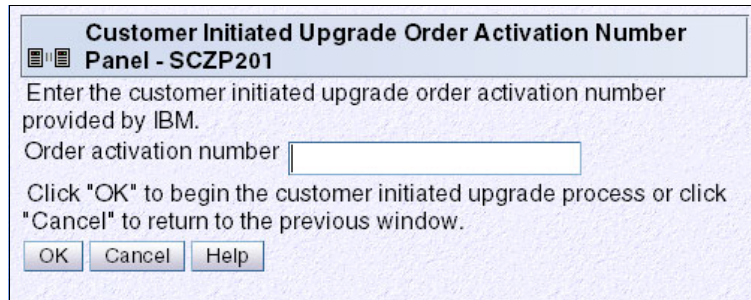 Customer Initiated Upgrade Order Activation Number
Panel - SCZP201
Enter the customer initiated upgrade order activation number
provided by IBM.
Order activation number
Click "OK" to begin the customer initiated upgrade process or click
"Cancel" to return to the previous window.
OK Cancel Help